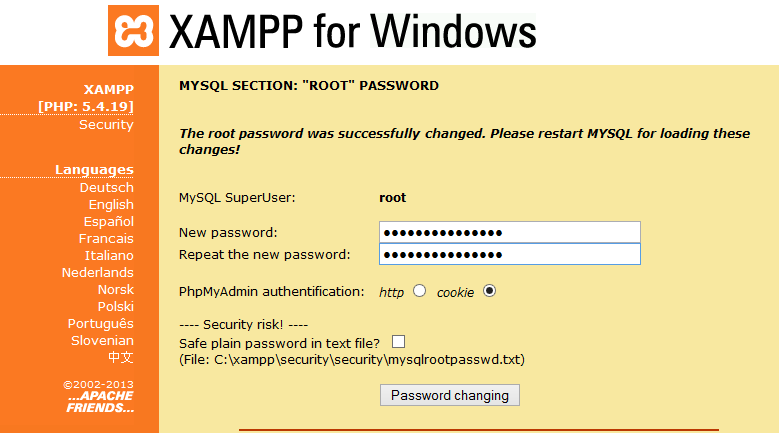 XAMPP for Windows
XAMPP
[PHP: 5.4.19]
Security
Languages
Deutsch
English
Español
Francais
Italiano
Nederlands
Norsk
Polski
Português
Slovenian
中文
©2002-2013
...APACHE
FRIENDS...
MYSQL SECTION: "ROOT" PASSWORD
The root password was successfully changed. Please restart MYSQL for loading these
changes!
MySQL SuperUser: root
New password: ●●●●●●●●●●●●●●●
Repeat the new password: ●●●●●●●●●●●●●●●
PhpMyAdmin authentification: http cookie
---- Security risk! ----
Safe plain password in text file?
(File: C:\xampp\security\security\mysqlrootpasswd.txt)
Password changing